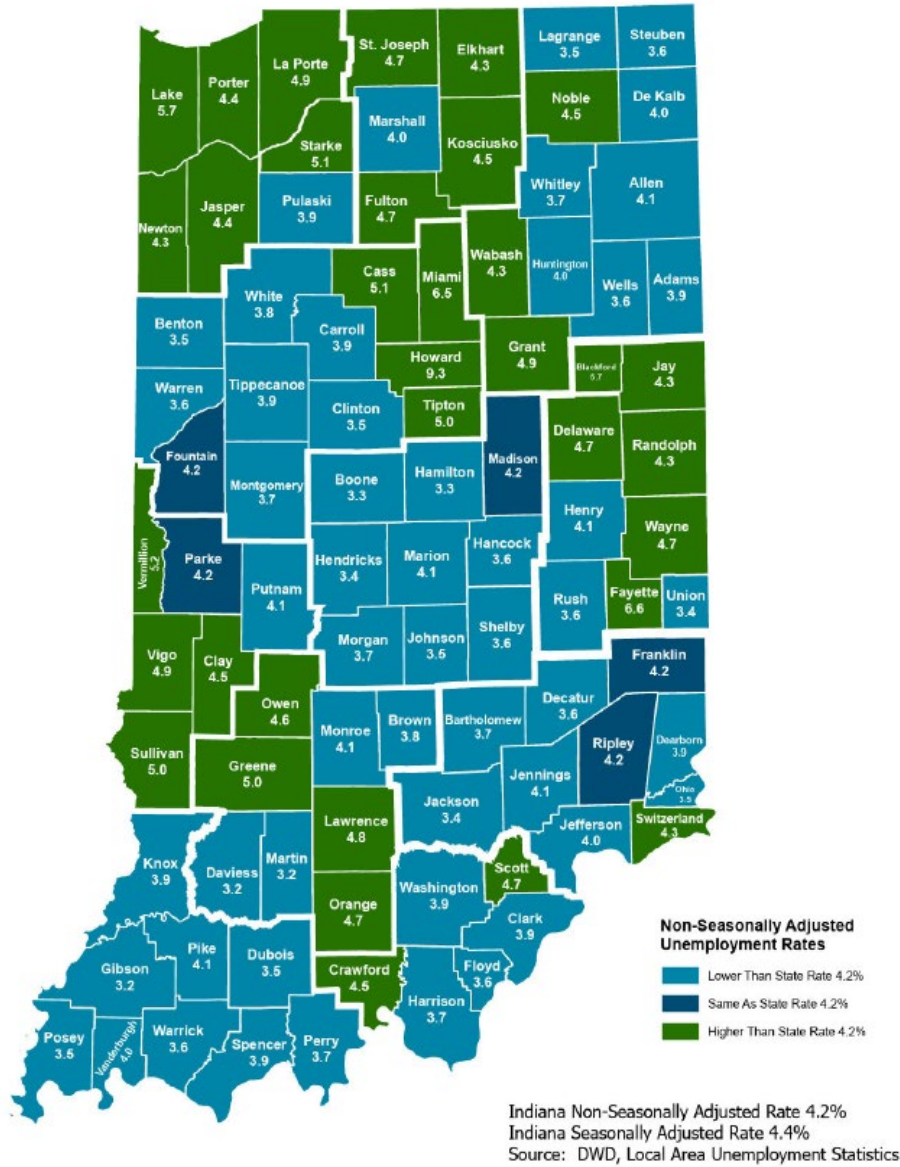 Lagrange
3.5
Steuben
3.6
St. Joseph
4.7
Elkhart
4.3
La Porte
4.9
Porter
4.4
Lake
5.7
Noble
4.5
De Kalb
4.0
Marshall
4.0
Kosciusko
4.5
Starke
5.1
Whitley
3.7
Allen
4.1
Pulaski
3.9
Fulton
4.7
Jasper
4.4
Newton
4.3
Wabash
4.3
Huntington
4.0
Cass
5.1
Miami
6.5
Wells
3.6
Adams
3.9
White
3.8
Benton
3.5
Carroll
3.9
Grant
4.9
Howard
9.3
Blackford
5.7
Jay
4.3
Warren
3.6
Tippecanoe
3.9
Clinton
3.5
Tipton
5.0
Delaware
4.7
Randolph
4.3
Fountain
4.2
Madison
4.2
Montgomery
3.7
Boone
3.3
Hamilton
3.3
Henry
4.1
Wayne
4.7
Vermillion
5.2
Parke
4.2
Putnam
4.1
Hendricks
3.4
Marion
4.1
Hancock
3.6
Rush
3.6
Fayette
6.6
Union
3.4
Morgan
3.7
Johnson
3.5
Shelby
3.6
Vigo
4.9
Clay
4.5
Franklin
4.2
Owen
4.6
Decatur
3.6
Monroe
4.1
Brown
3.8
Bartholomew
3.7
Ripley
4.2
Dearborn
3.9
Sullivan
5.0
Greene
5.0
Jennings
4.1
Ohio
3.5
Jackson
3.4
Lawrence
4.8
Jefferson
4.0
Switzerland
4.3
Knox
3.9
Daviess
3.2
Martin
3.2
Scott
4.7
Washington
3.9
Orange
4.7
Clark
3.9
Pike
4.1
Dubois
3.5
Gibson
3.2
Crawford
4.5
Floyd
3.6
Harrison
3.7
Posey
3.5
Vanderburgh
4.0
Warrick
3.6
Spencer
3.9
Perry
3.7
Non-Seasonally Adjusted
Unemployment Rates
Lower Than State Rate 4.2%
Same As State Rate 4.2%
Higher Than State Rate 4.2%
Indiana Non-Seasonally Adjusted Rate 4.2%
Indiana Seasonally Adjusted Rate 4.4%
Source: DWD, Local Area Unemployment Statistics